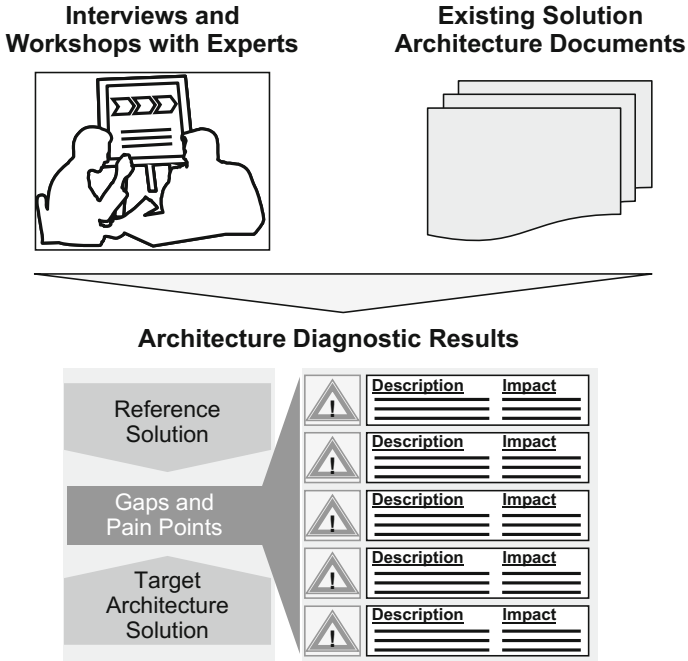 Interviews and
Workshops with Experts
Existing Solution
Architecture Documents
Architecture Diagnostic Results
Reference
Solution
Gaps and
Pain Points
Target
Architecture
Solution
! Description Impact
! Description Impact
! Description Impact
! Description Impact
! Description Impact